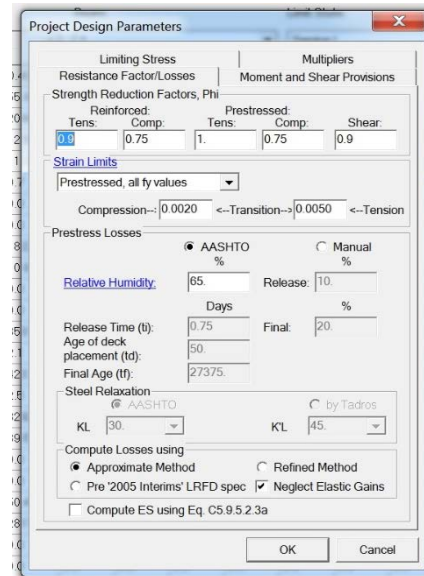 Project Design Parameters
X
Limiting Stress Multipliers
Resistance Factor/Losses Moment and Shear Provisions
Strength Reduction Factors, Phi
Reinforced: Prestressed:
Tens: Comp: Tens: Comp: Shear:
0.9 0.75 1. 0.75 0.9
Strain Limits
Prestressed, all fy values
Compression--: 0.0020 <--Transition--> 0.0050 <--Tension
Prestress Losses
AASHTO Manual
% %
Relative Humidity: 65. Release: 10.
Days %
Release Time (ti): 0.75 Final: 20.
Age of deck
placement (td): 50.
Final Age (tf): 27375.
Steel Relaxation
AASHTO by Tadros
KL 30. K'L 45.
Compute Losses using
Approximate Method Refined Method
Pre '2005 Interims' LRFD spec Neglect Elastic Gains
Compute ES using Eq. C5.9.5.2.3a
OK Cancel